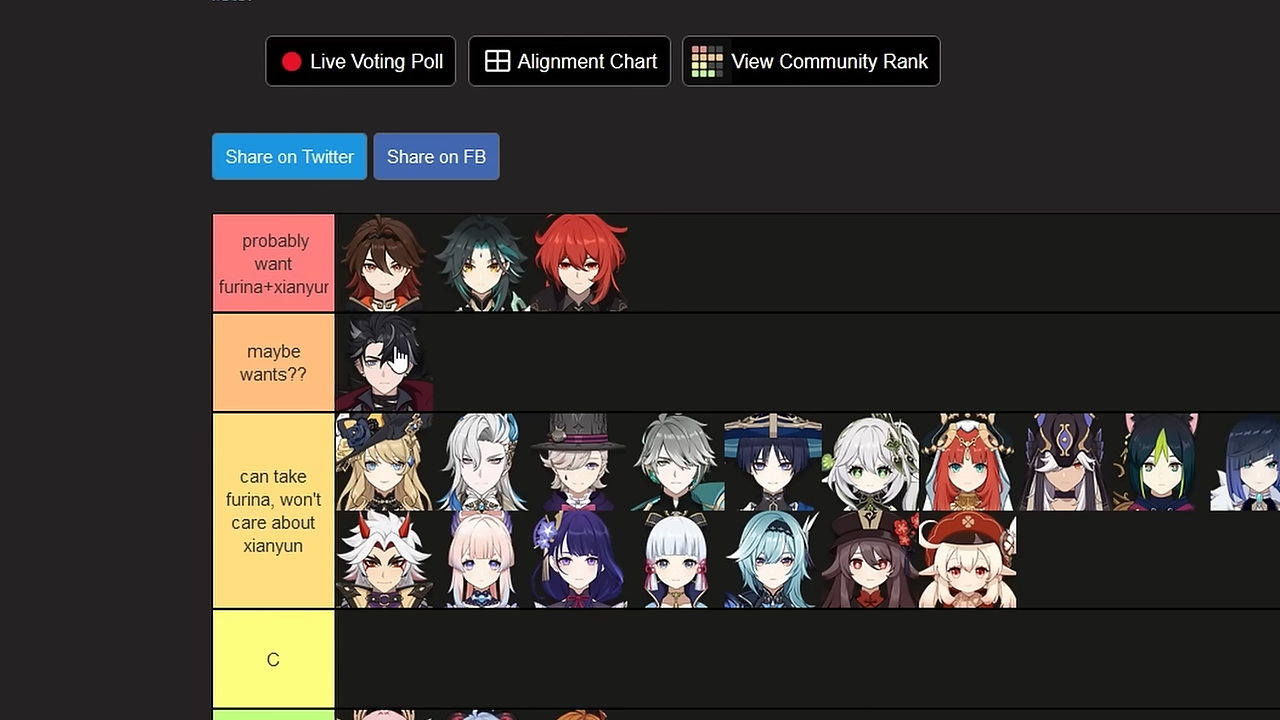 Live Voting Poll
Alignment Chart
View Community Rank
Share on Twitter
Share on FB
probably
want
furina+xianyur
maybe
wants??
can take
furina, won't
care about
xianyun
C